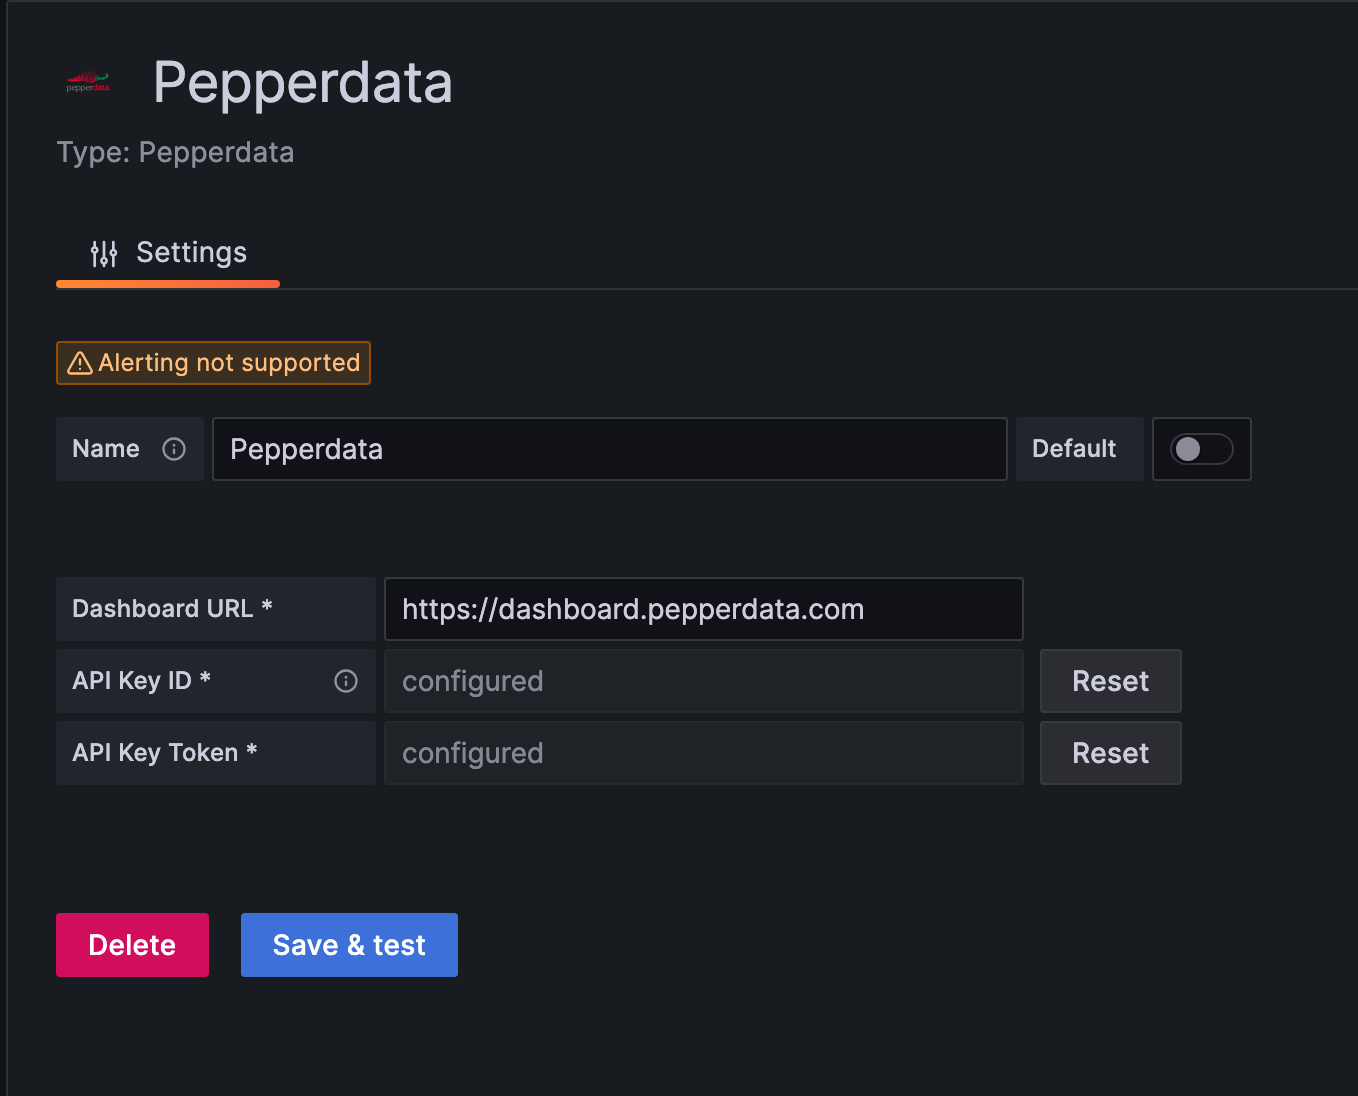 pepperdata
Pepperdata
Type: Pepperdata
Settings
Alerting not supported
Name Pepperdata Default
Dashboard URL * https://dashboard.pepperdata.com
API Key ID * configured Reset
API Key Token * configured Reset
Delete Save & test